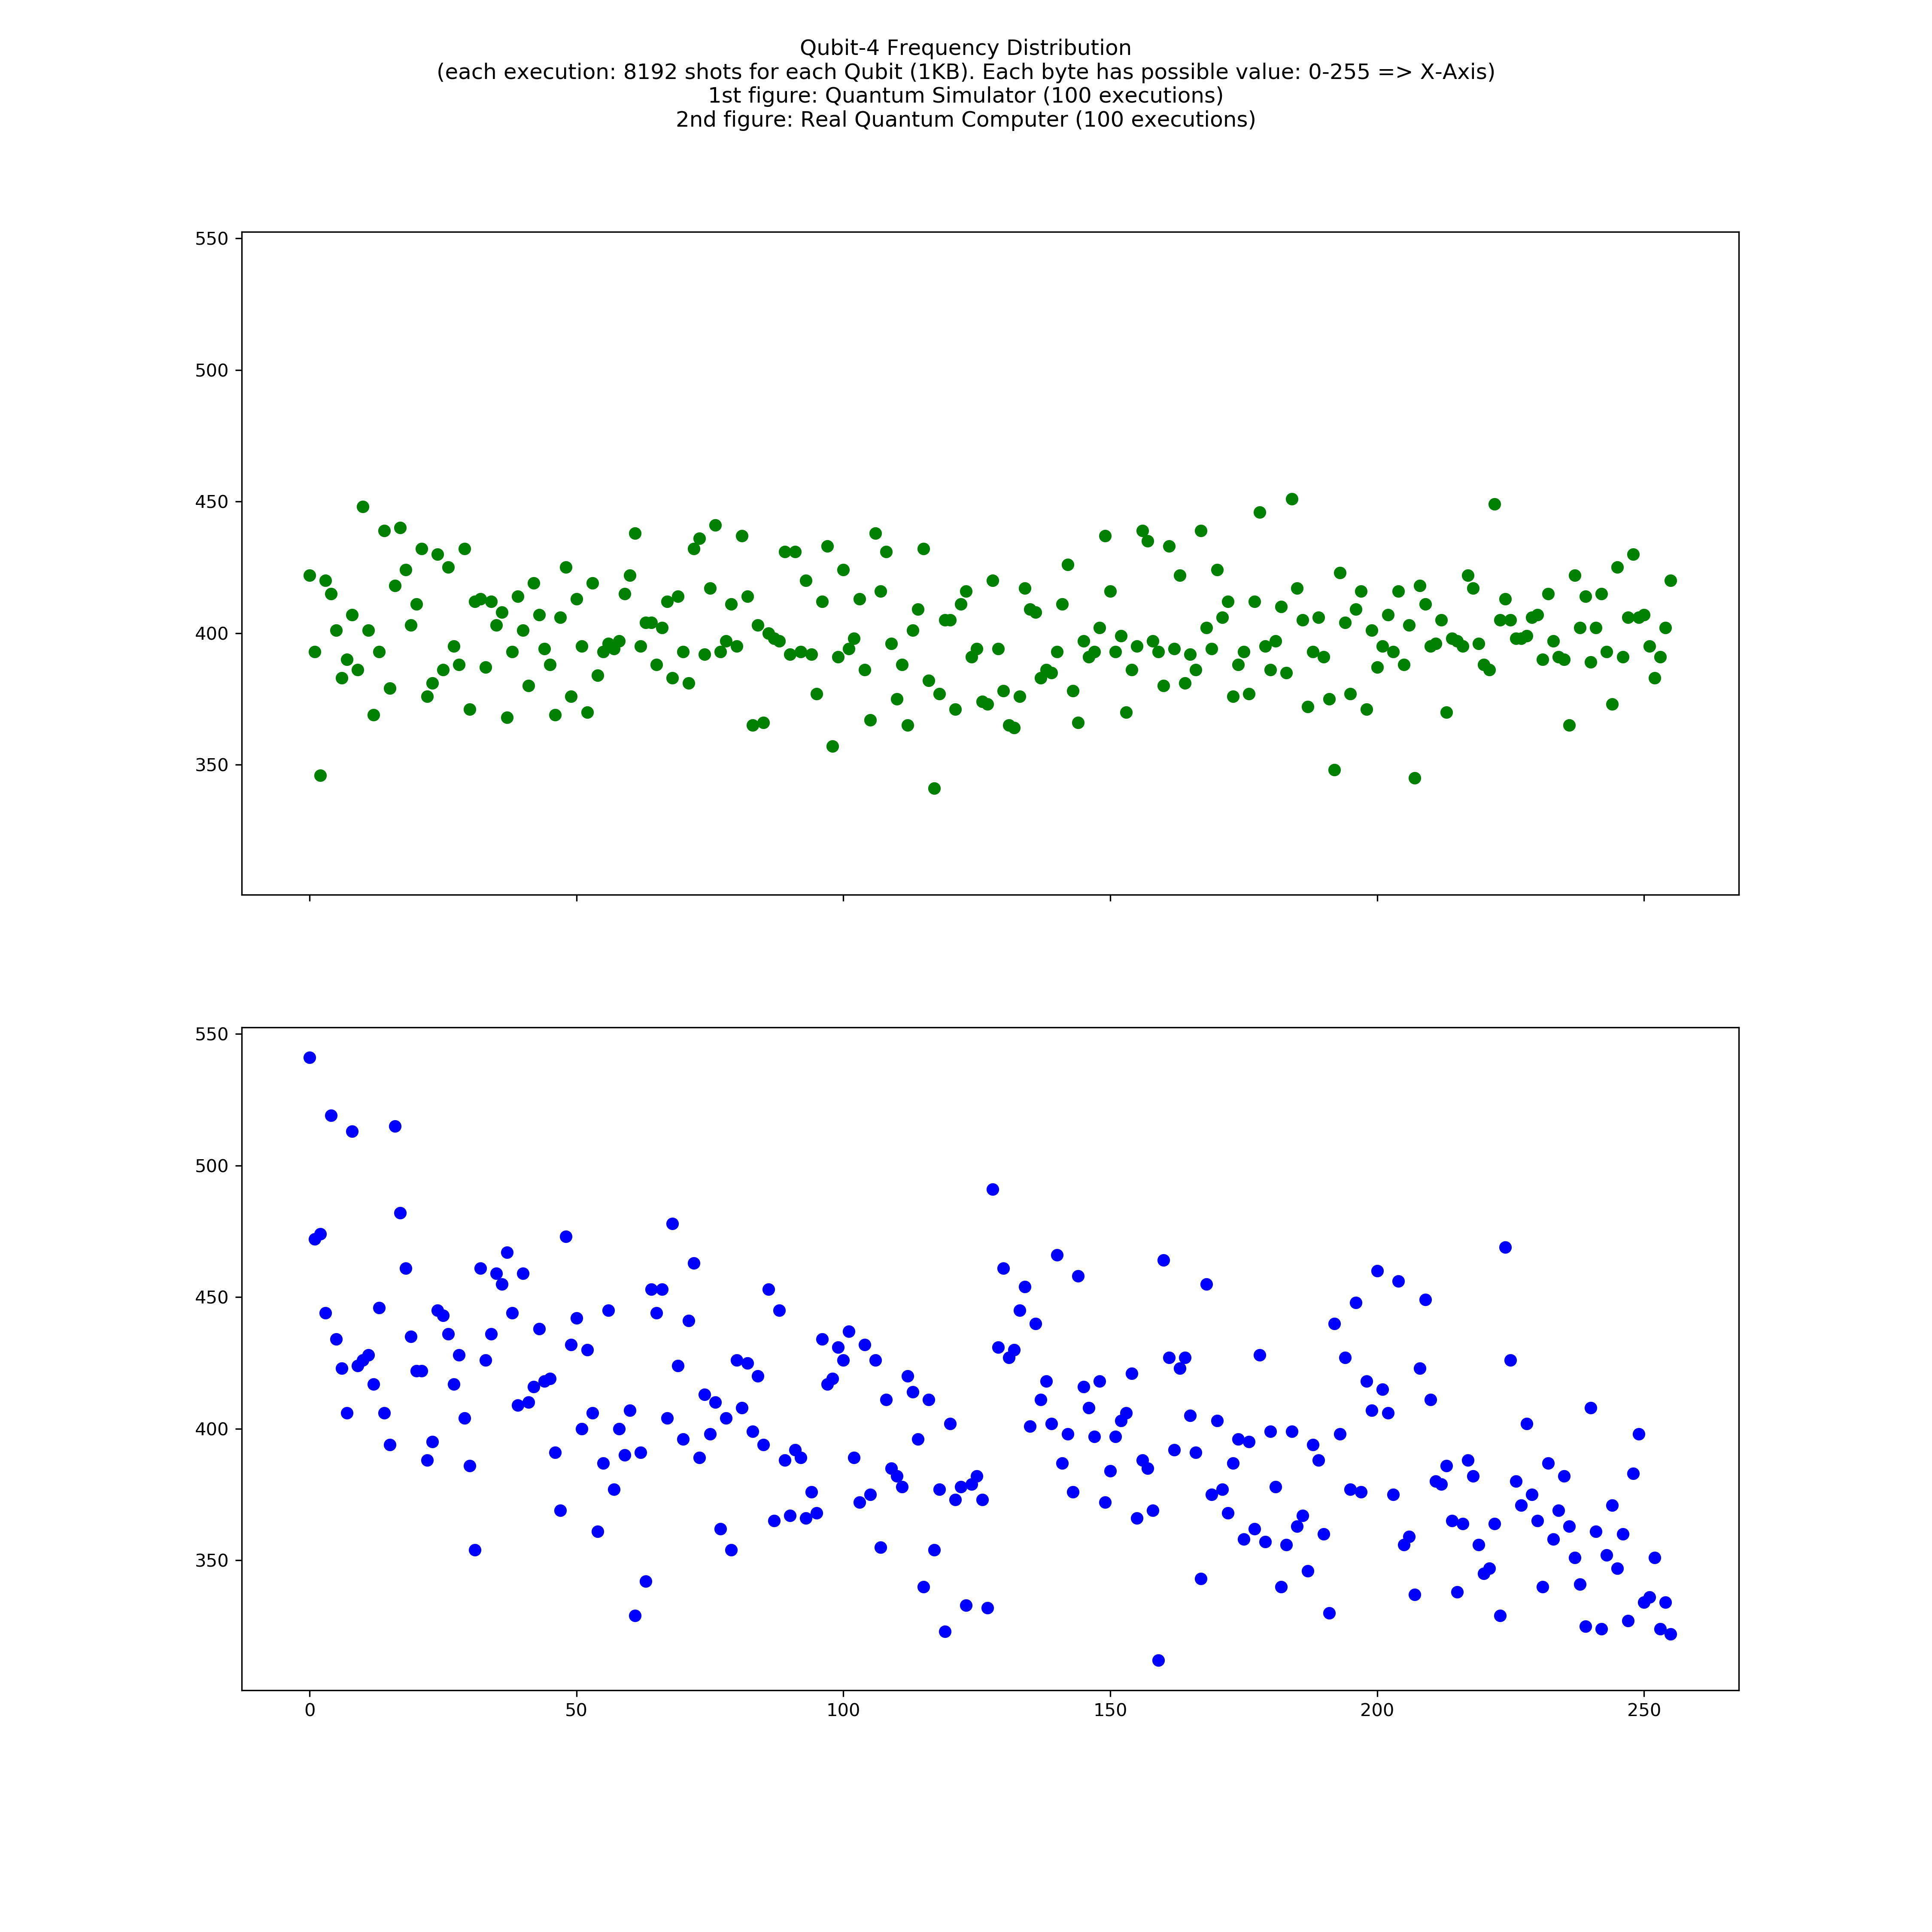 Qubit-4 Frequency Distribution
(each execution: 8192 shots for each Qubit (1KB). Each byte has possible value: 0-255 => X-Axis)
1st figure: Quantum Simulator (100 executions)
2nd figure: Real Quantum Computer (100 executions)
550
500
450
400
350
550
500
450
400
350
0 50 100 150 200 250